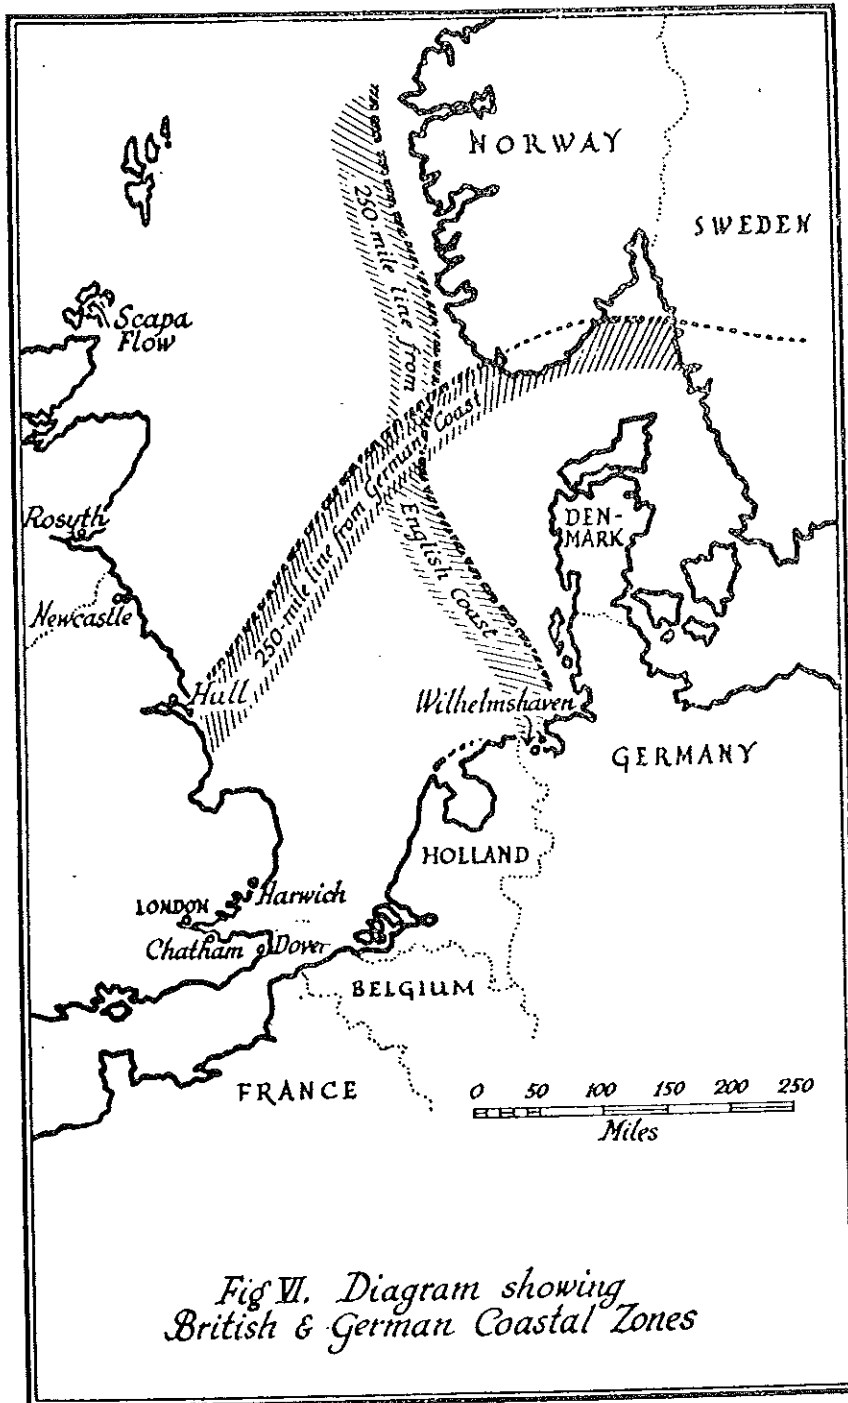 NORWAY
SWEDEN
250-mile line from
English Coast
Scapa
Flow
250-mile line from German Coast
Rosyth
DEN-
MARK
Newcastle
Hull
Wilhelmshaven
GERMANY
HOLLAND
LONDON
Harwich
Chatham
Dover
BELGIUM
FRANCE
0 50 100 150 200 250
Miles
Fig VI. Diagram showing
British & German Coastal Zones